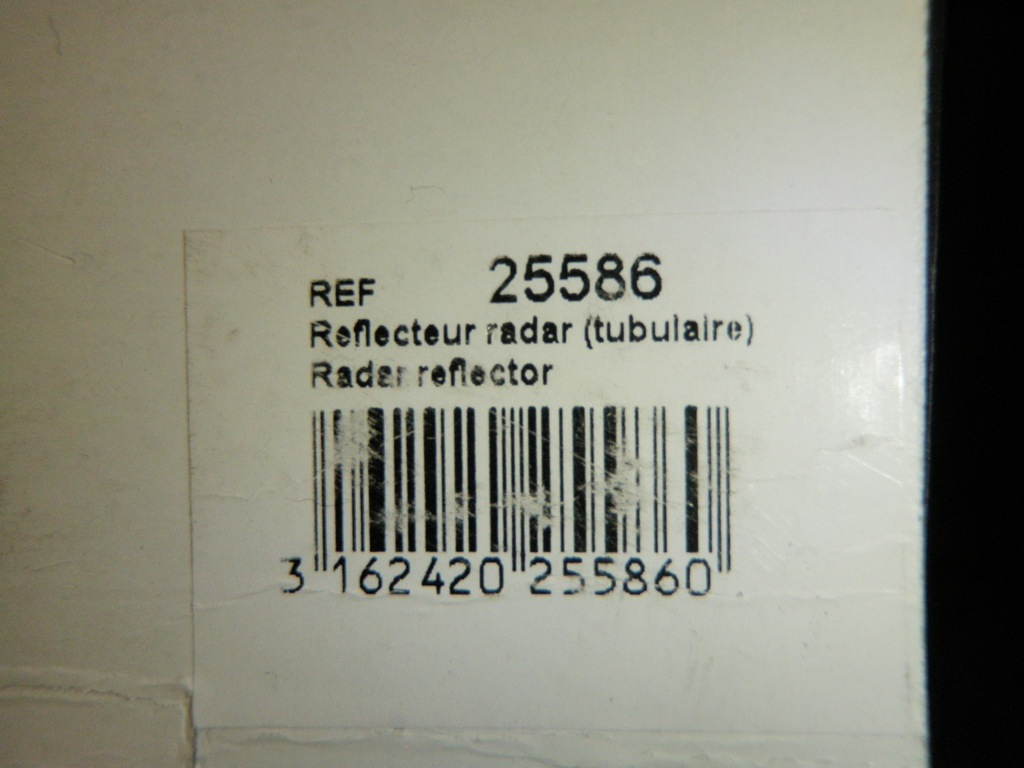 REF 25586
Reflecteur radar (tubulaire)
Radar reflector
3 162420 255860